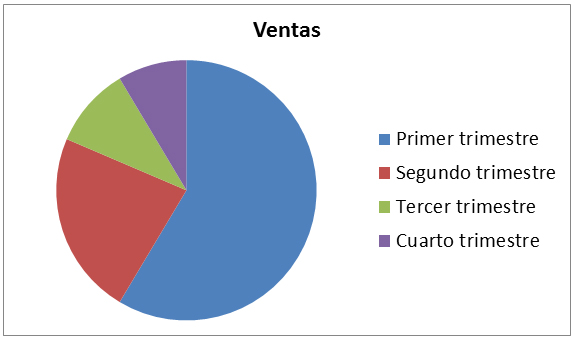 Ventas
Primer trimestre
Segundo trimestre
Tercer trimestre
Cuarto trimestre